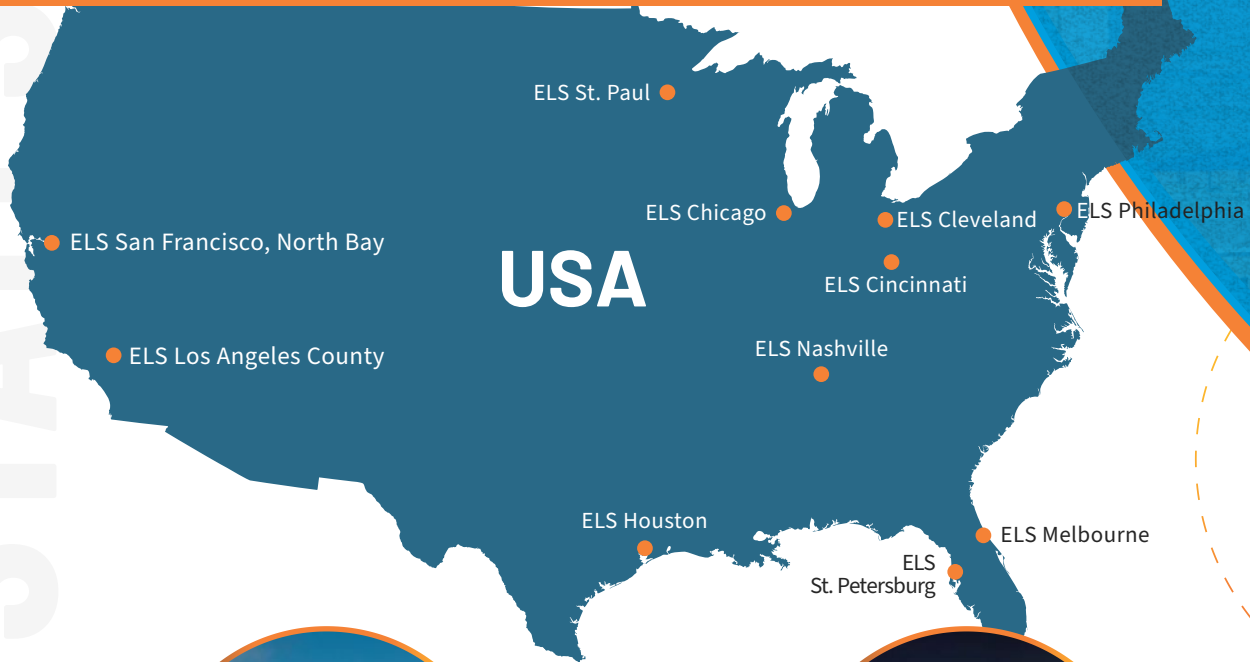 ELS St. Paul
ELS Chicago
ELS Cleveland
ELS Philadelphia
ELS San Francisco, North Bay
USA
ELS Cincinnati
ELS Nashville
ELS Los Angeles County
ELS Houston
ELS Melbourne
ELS
St. Petersburg